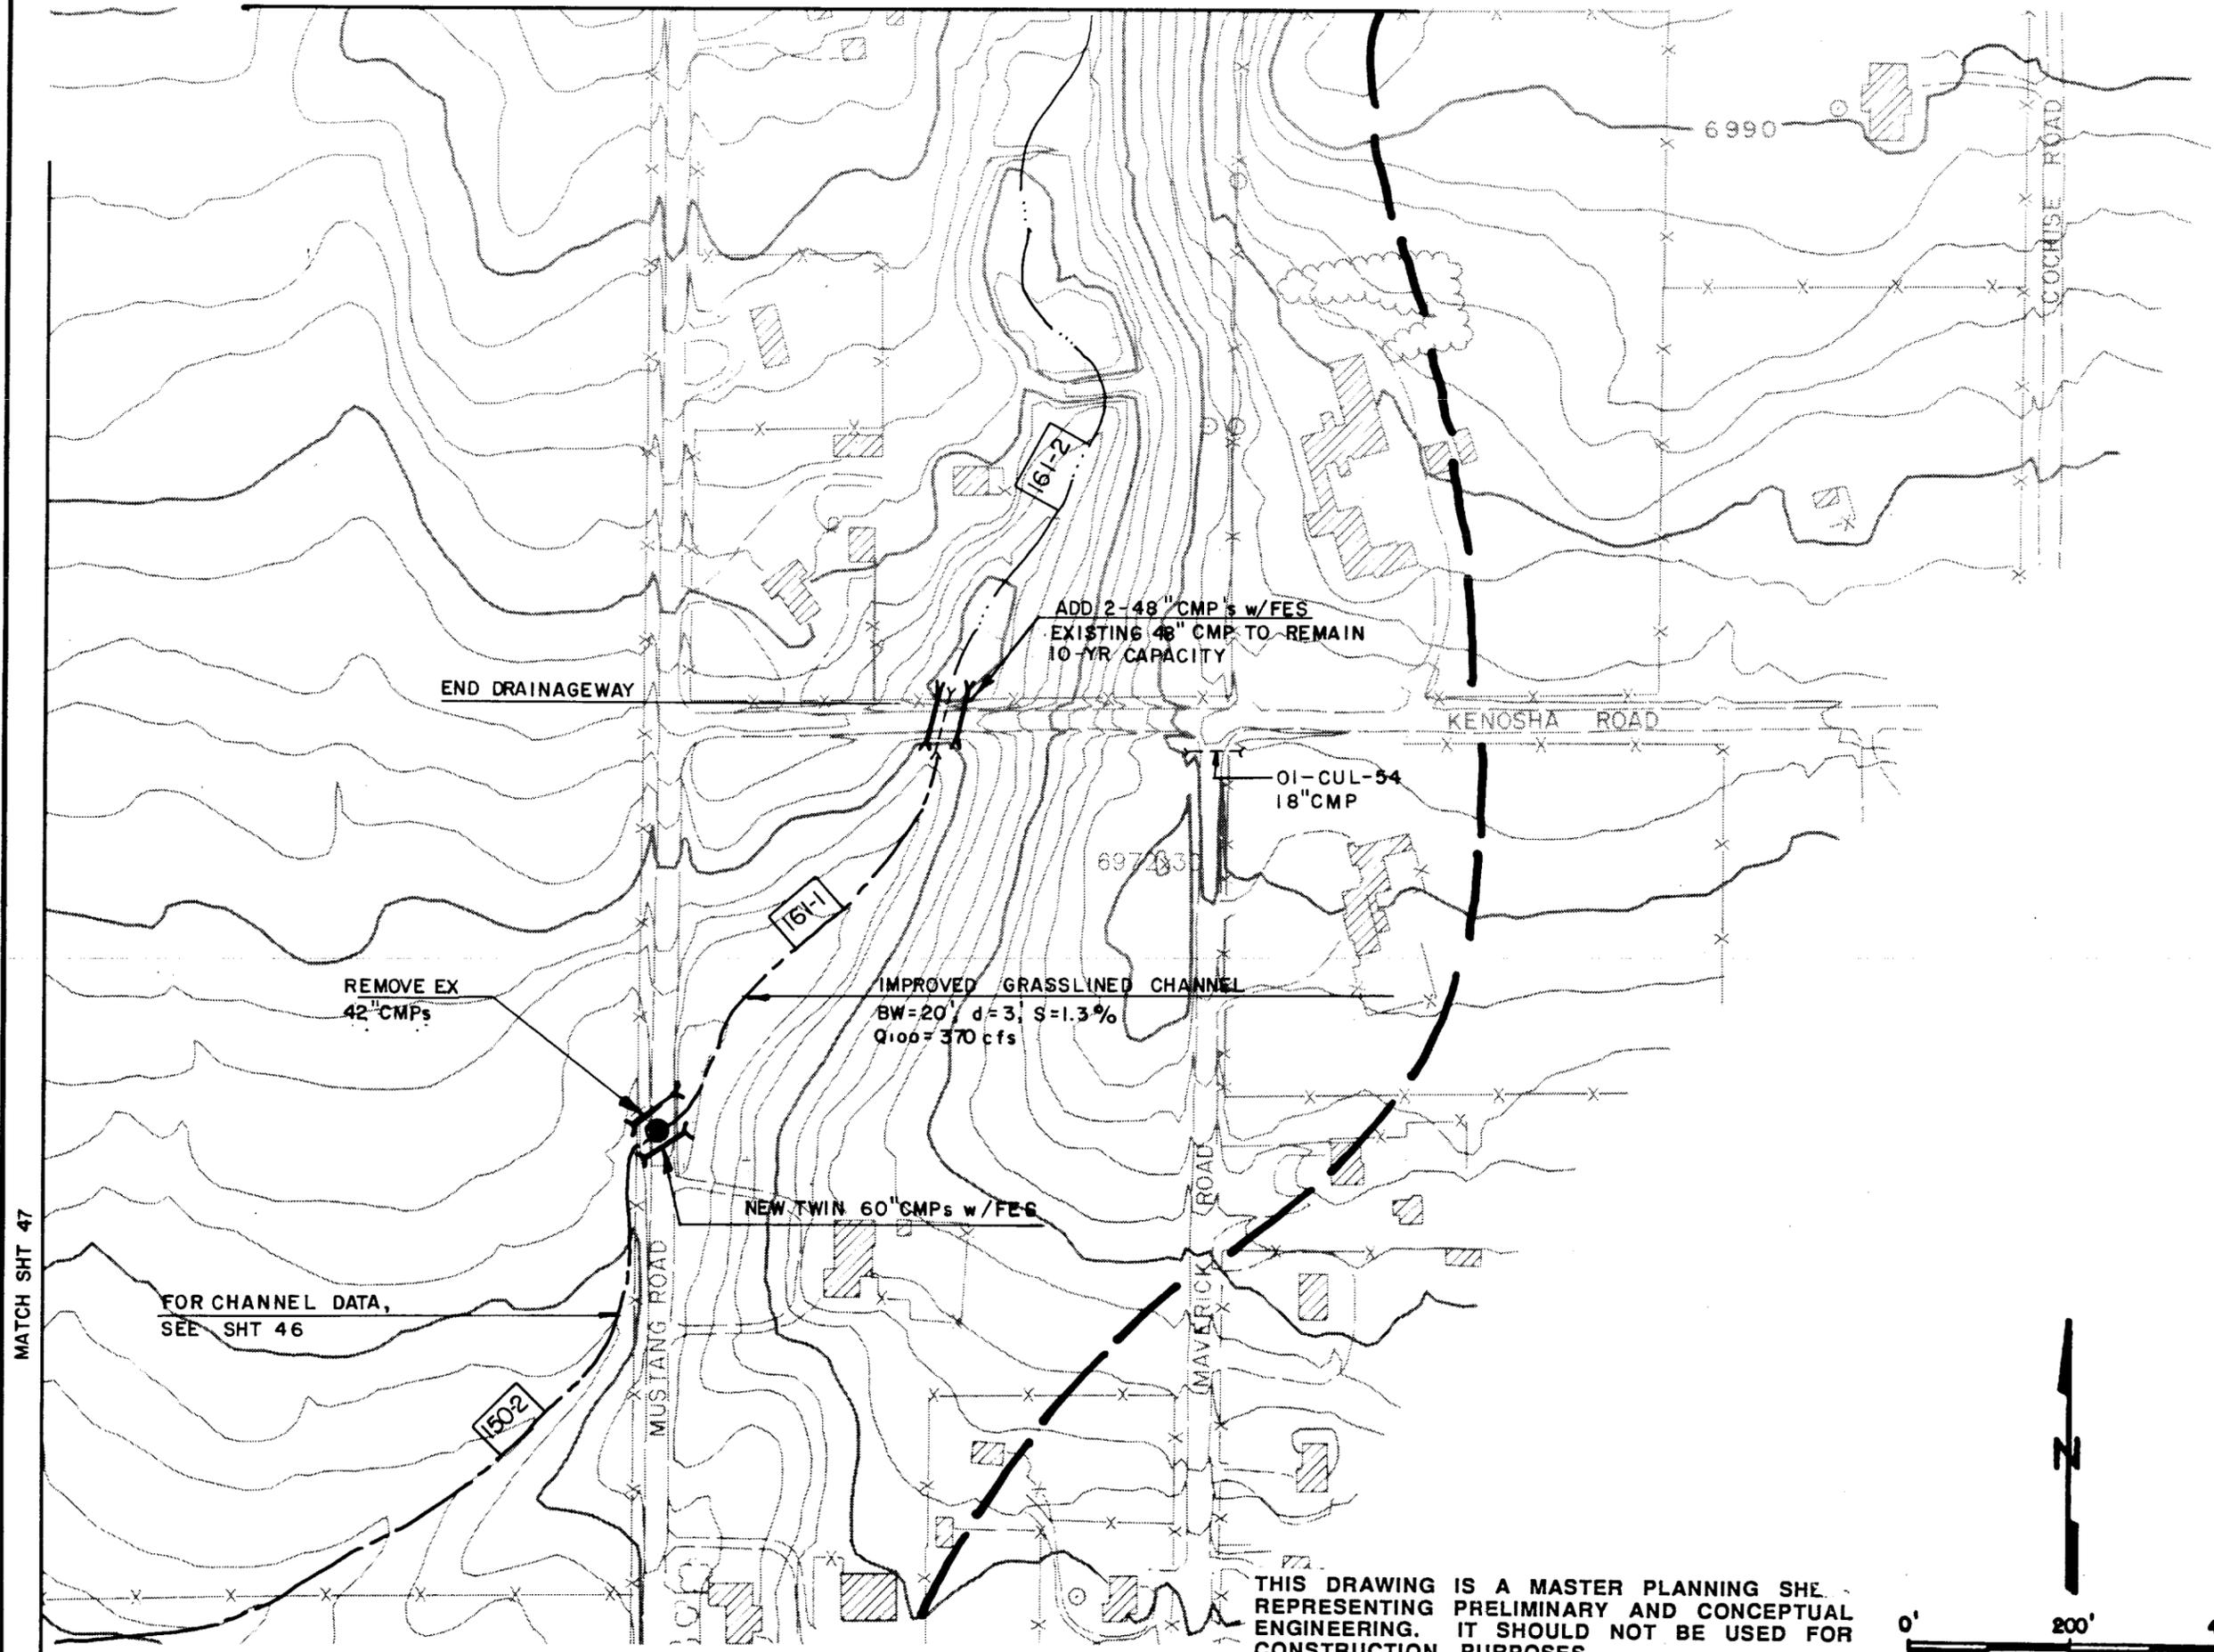 6990
COCHISE ROAD
161-2
ADD 2-48" CMP's w/FES
EXISTING 48" CMP TO REMAIN
10-YR CAPACITY
END DRAINAGEWAY
KENOSHA ROAD
01-CUL-54
18"CMP
161-1
REMOVE EX
42"CMPs
IMPROVED GRASSLINED CHANNEL
BW=20', d=3', S=1.3%
Q100=370 cfs
NEW TWIN 60"CMPs w/FES
MATCH SHT 47
FOR CHANNEL DATA,
SEE SHT 46
MUSTANG ROAD
MAVERICK ROAD
150-2
N
THIS DRAWING IS A MASTER PLANNING SHE
REPRESENTING PRELIMINARY AND CONCEPTUAL
ENGINEERING. IT SHOULD NOT BE USED FOR
CONSTRUCTION PURPOSES
0' 200' 4